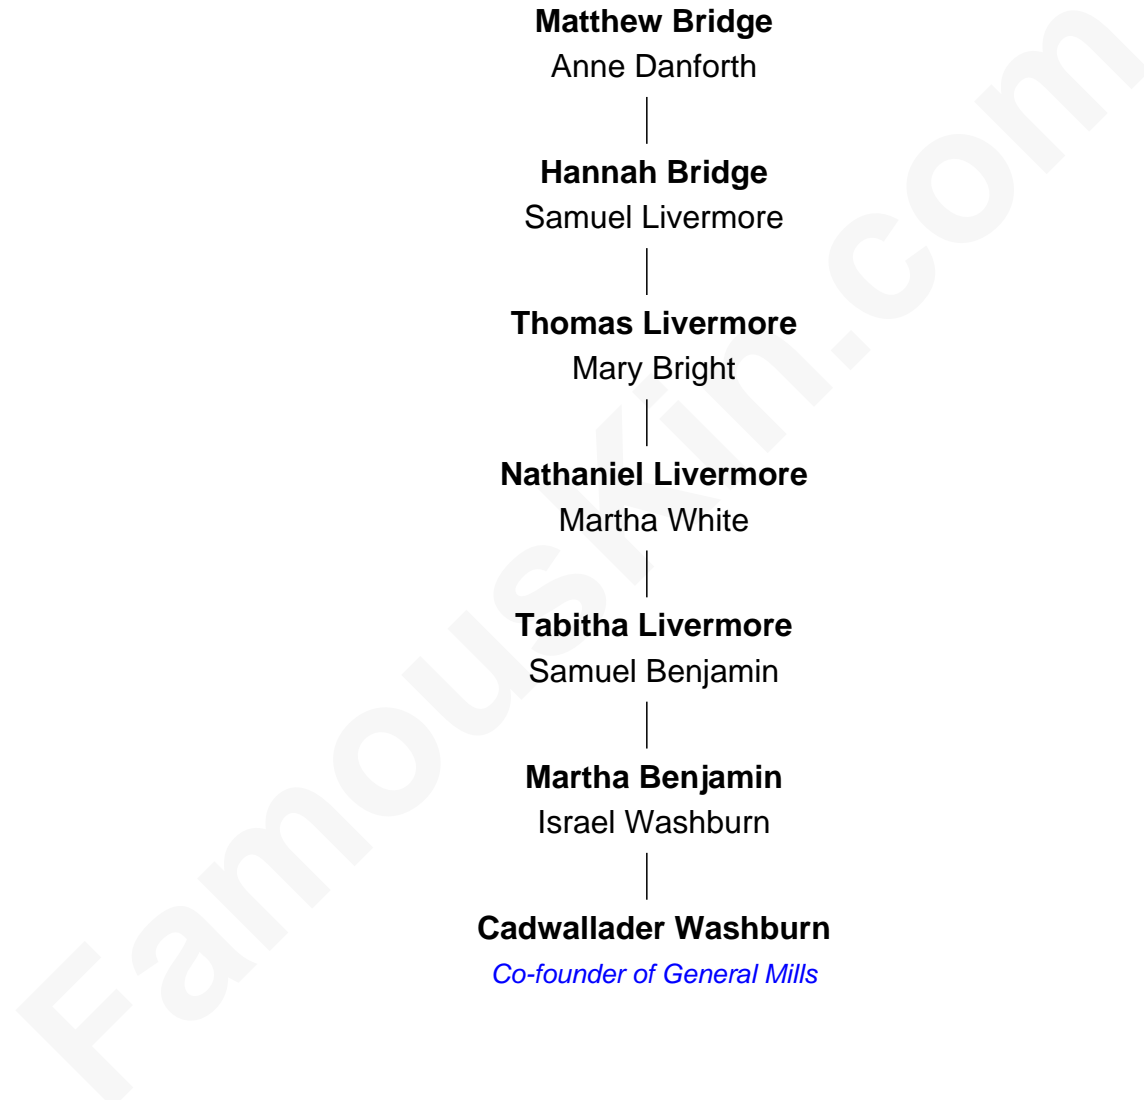 Matthew Bridge
Anne Danforth
Hannah Bridge
Samuel Livermore
Thomas Livermore
Mary Bright
Nathaniel Livermore
Martha White
Tabitha Livermore
Samuel Benjamin
Martha Benjamin
Israel Washburn
Cadwallader Washburn
Co-founder of General Mills
FamousKin.com